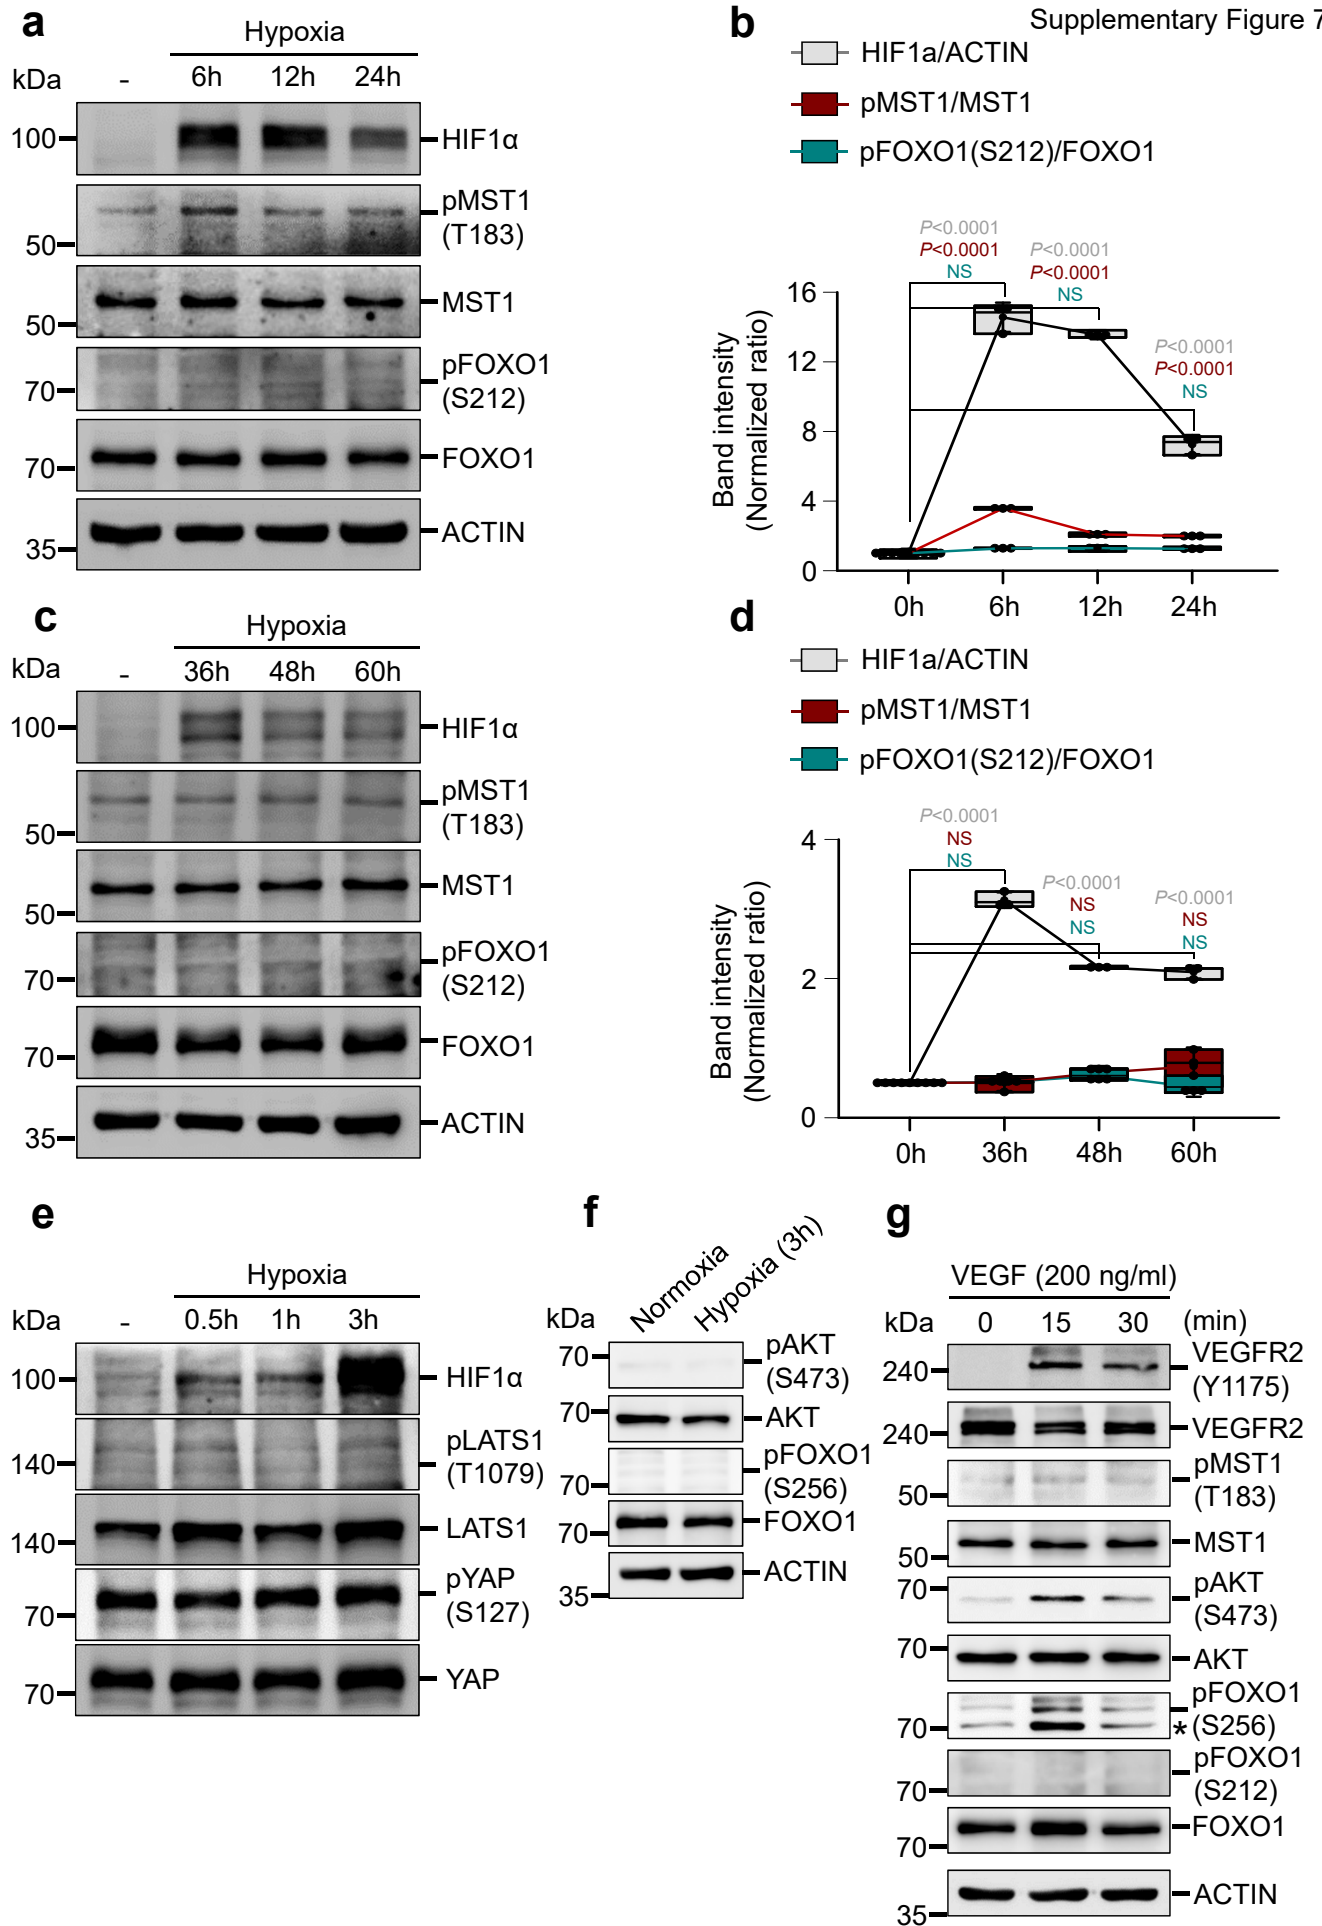 Supplementary Figure 7
a
Hypoxia
kDa - 6h 12h 24h
100 HIF1α
pMST1
(T183)
50
MST1
50
pFOXO1
70 (S212)
FOXO1
70
ACTIN
35
b
HIF1a/ACTIN
pMST1/MST1
pFOXO1(S212)/FOXO1
P<0.0001
P<0.0001
NS
P<0.0001
P<0.0001
NS
P<0.0001
P<0.0001
NS
Band intensity
(Normalized ratio)
16
12
8
4
0
0h 6h 12h 24h
c
Hypoxia
kDa - 36h 48h 60h
100 HIF1α
pMST1
(T183)
50
MST1
50
pFOXO1
70 (S212)
FOXO1
70
ACTIN
35
d
HIF1a/ACTIN
pMST1/MST1
pFOXO1(S212)/FOXO1
P<0.0001
NS
NS
P<0.0001
NS
NS
P<0.0001
NS
NS
Band intensity
(Normalized ratio)
4
2
0
0h 36h 48h 60h
e
Hypoxia
kDa - 0.5h 1h 3h
100 HIF1α
pLATS1
140 (T1079)
LATS1
140
pYAP
70 (S127)
YAP
70
f
Normoxia
Hypoxia (3h)
kDa
70 pAKT
(S473)
70 AKT
pFOXO1
70 (S256)
FOXO1
70
ACTIN
35
g
VEGF (200 ng/ml)
kDa 0 15 30 (min)
VEGFR2
240 (Y1175)
240 VEGFR2
pMST1
50 (T183)
MST1
50
70 pAKT
(S473)
70 AKT
pFOXO1
70 * (S256)
pFOXO1
70 (S212)
FOXO1
70
ACTIN
35